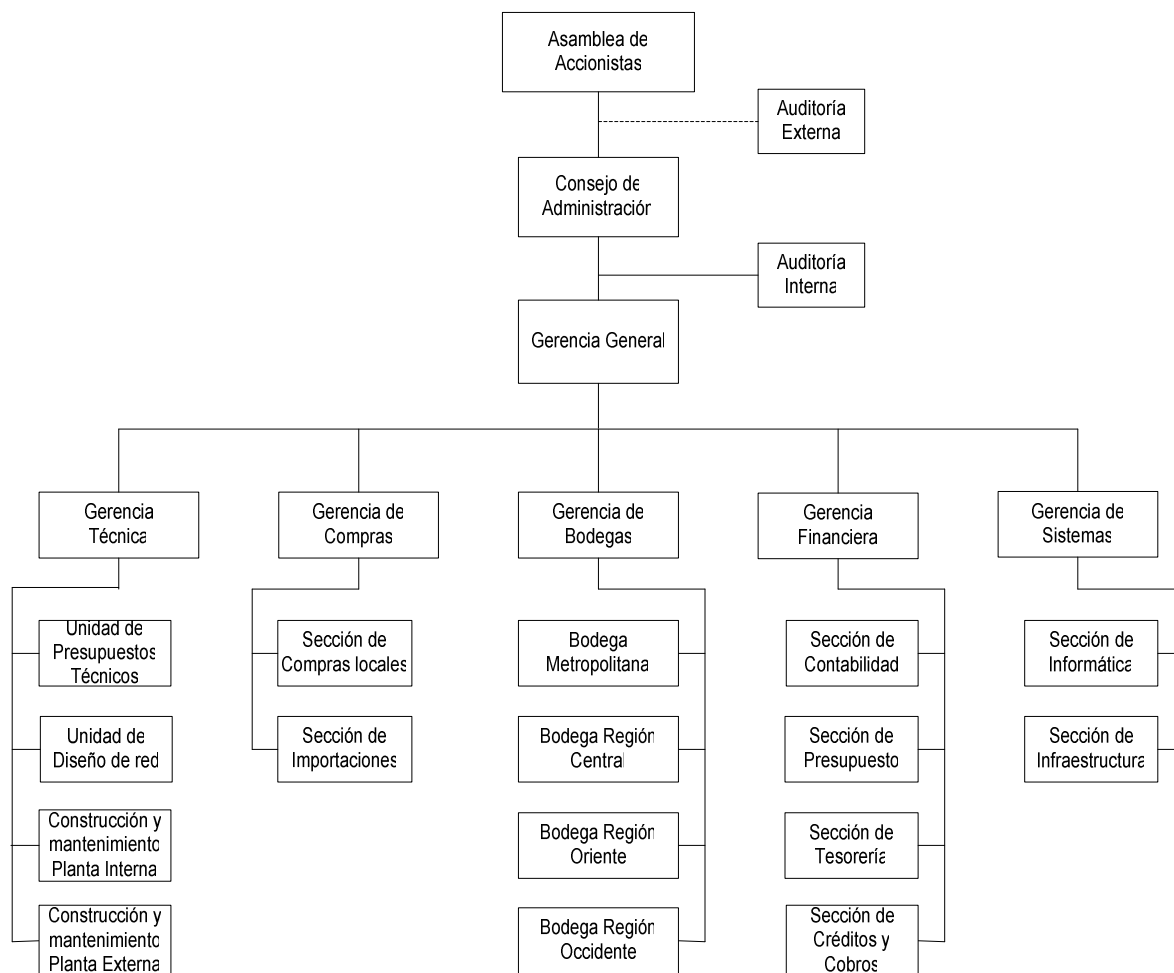 Asamblea de
Accionistas
Auditoría
Externa
Consejo de
Administración
Auditoría
Interna
Gerencia General
Gerencia
Técnica
Gerencia de
Compras
Gerencia de
Bodegas
Gerencia
Financiera
Gerencia de
Sistemas
Unidad de
Presupuestos
Técnicos
Sección de
Compras locales
Bodega
Metropolitana
Sección de
Contabilidad
Sección de
Informática
Unidad de
Diseño de red
Sección de
Importaciones
Bodega Región
Central
Sección de
Presupuesto
Sección de
Infraestructura
Construcción y
mantenimiento
Planta Interna
Bodega Región
Oriente
Sección de
Tesorería
Construcción y
mantenimiento
Planta Externa
Bodega Región
Occidente
Sección de
Créditos y
Cobros